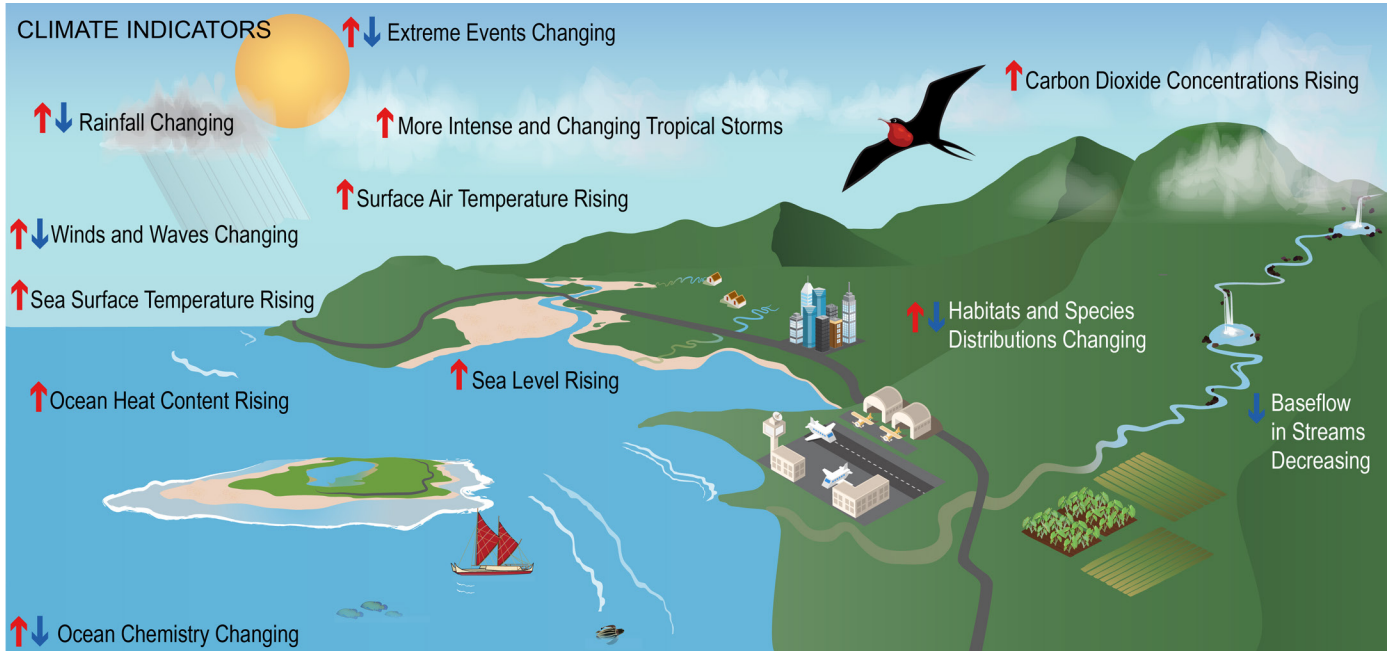 CLIMATE INDICATORS
Extreme Events Changing
Carbon Dioxide Concentrations Rising
Rainfall Changing
More Intense and Changing Tropical Storms
Surface Air Temperature Rising
Winds and Waves Changing
Sea Surface Temperature Rising
Habitats and Species
Distributions Changing
Sea Level Rising
Ocean Heat Content Rising
Baseflow
in Streams
Decreasing
Ocean Chemistry Changing